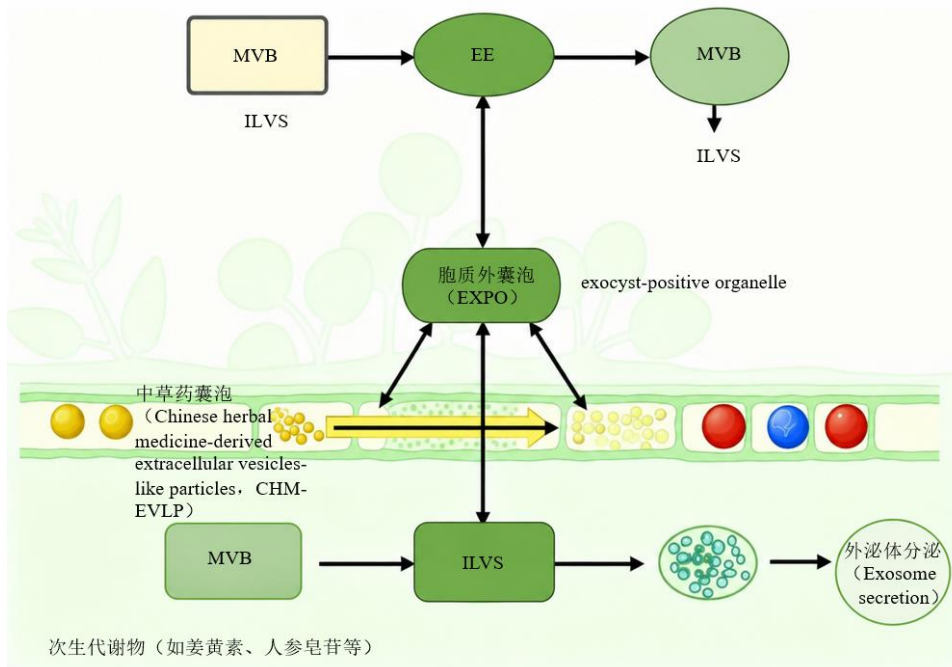 MVB
EE
MVB
ILVS
ILVS
胞质外囊泡
（EXPO）
exocyst-positive organelle
中草药囊泡
（Chinese herbal
medicine-derived
extracellular vesicles-
like particles，CHM-
EVLP）
MVB
ILVS
外泌体分泌
（Exosome
secretion）
次生代谢物（如姜黄素、人参皂苷等）